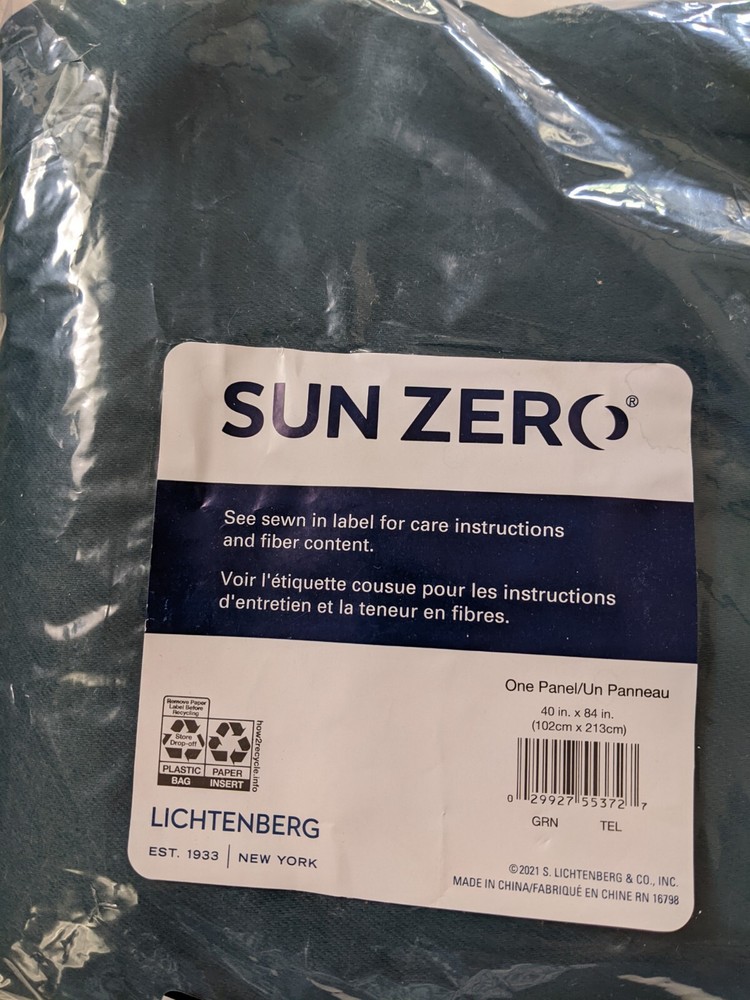 SUN ZERO®
See sewn in label for care instructions
and fiber content.
Voir l'étiquette cousue pour les instructions
d'entretien et la teneur en fibres.
One Panel/Un Panneau
40 in. x 84 in.
(102cm x 213cm)
0 29927 55372 7
GRN TEL
Remove Paper
Label Before
Recycling
Store
Drop-off
PLASTIC
BAG
PAPER
INSERT
how2recycle.info
LICHTENBERG
EST. 1933 | NEW YORK
©2021 S. LICHTENBERG & CO., INC.
MADE IN CHINA/FABRIQUÉ EN CHINE RN 16798